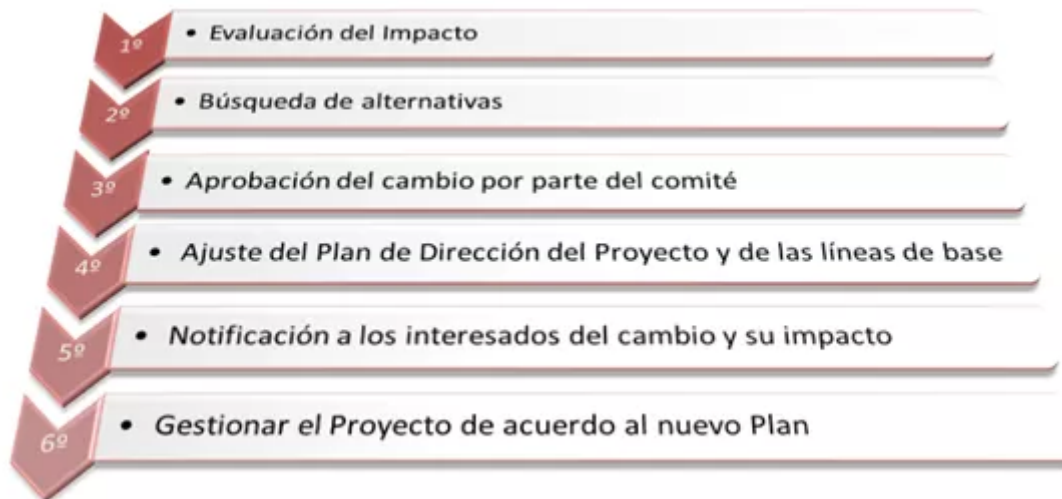 1º • Evaluación del Impacto
2º • Búsqueda de alternativas
3º • Aprobación del cambio por parte del comité
4º • Ajuste del Plan de Dirección del Proyecto y de las líneas de base
5º • Notificación a los interesados del cambio y su impacto
6º • Gestionar el Proyecto de acuerdo al nuevo Plan